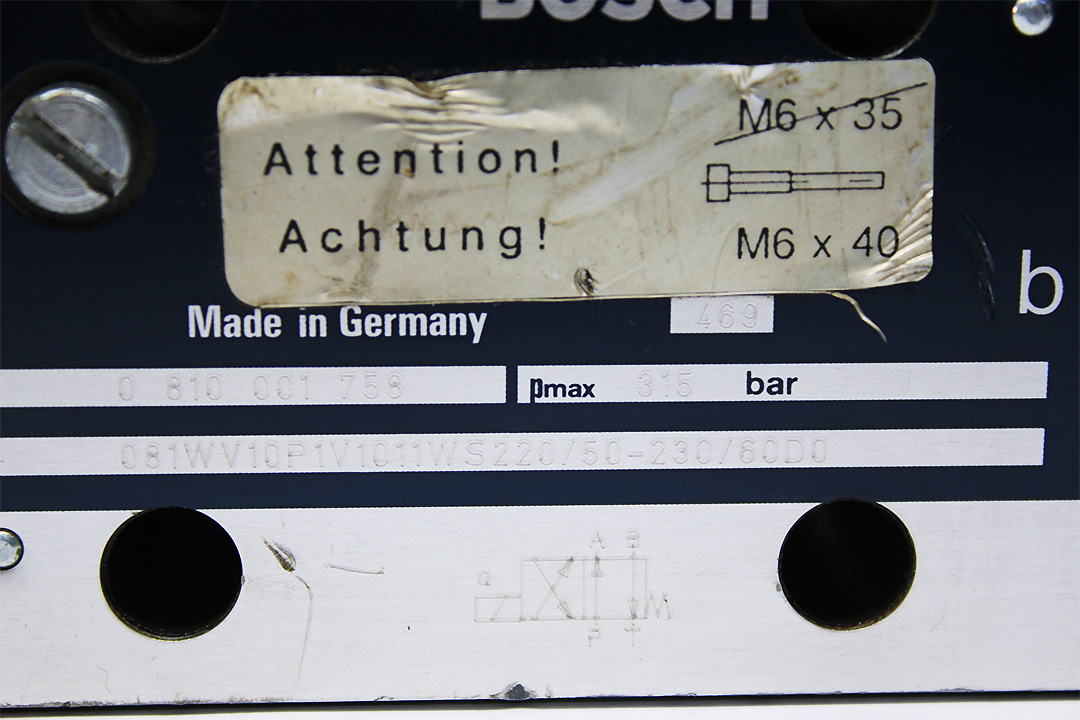 BOSCH
M6 x 35
Attention!
Achtung!
M6 x 40
b
Made in Germany
469
0 810 001 758
pmax 315 bar
081WV10P1V1011WS220/50-230/60D0
A B
a
P T